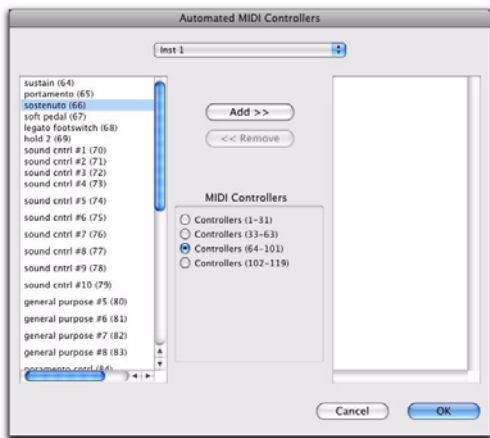 Automated MIDI Controllers
Inst 1
sustain (64)
portamento (65)
sostenuto (66)
soft pedal (67)
legato footswitch (68)
hold 2 (69)
sound cntrl #1 (70)
sound cntrl #2 (71)
sound cntrl #3 (72)
sound cntrl #4 (73)
sound cntrl #5 (74)
sound cntrl #6 (75)
sound cntrl #7 (76)
sound cntrl #8 (77)
sound cntrl #9 (78)
sound cntrl #10 (79)
general purpose #5 (80)
general purpose #6 (81)
general purpose #7 (82)
general purpose #8 (83)
poramento cntrl (84)
Add >>
<< Remove
MIDI Controllers
Controllers (1-31)
Controllers (33-63)
Controllers (64-101)
Controllers (102-119)
Cancel
OK